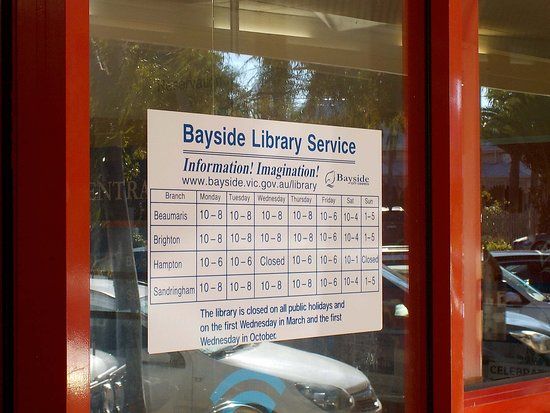 Bayside Library Service
Information! Imagination!
www.bayside.vic.gov.au/library
Bayside
Branch Monday Tuesday Wednesday Thursday Friday Sat Sun
Beaumaris 10 – 8 10 – 8 10 – 8 10 – 8 10 – 6 10–4 1–5
Brighton 10 – 8 10 – 8 10 – 8 10 – 8 10 – 6 10–4 1–5
Hampton 10 – 6 10 – 6 Closed 10 – 6 10 – 6 10–1 Closed
Sandringham 10 – 8 10 – 8 10 – 8 10 – 8 10 – 6 10–4 1–5
The library is closed on all public holidays and
on the first Wednesday in March and the first
Wednesday in October.